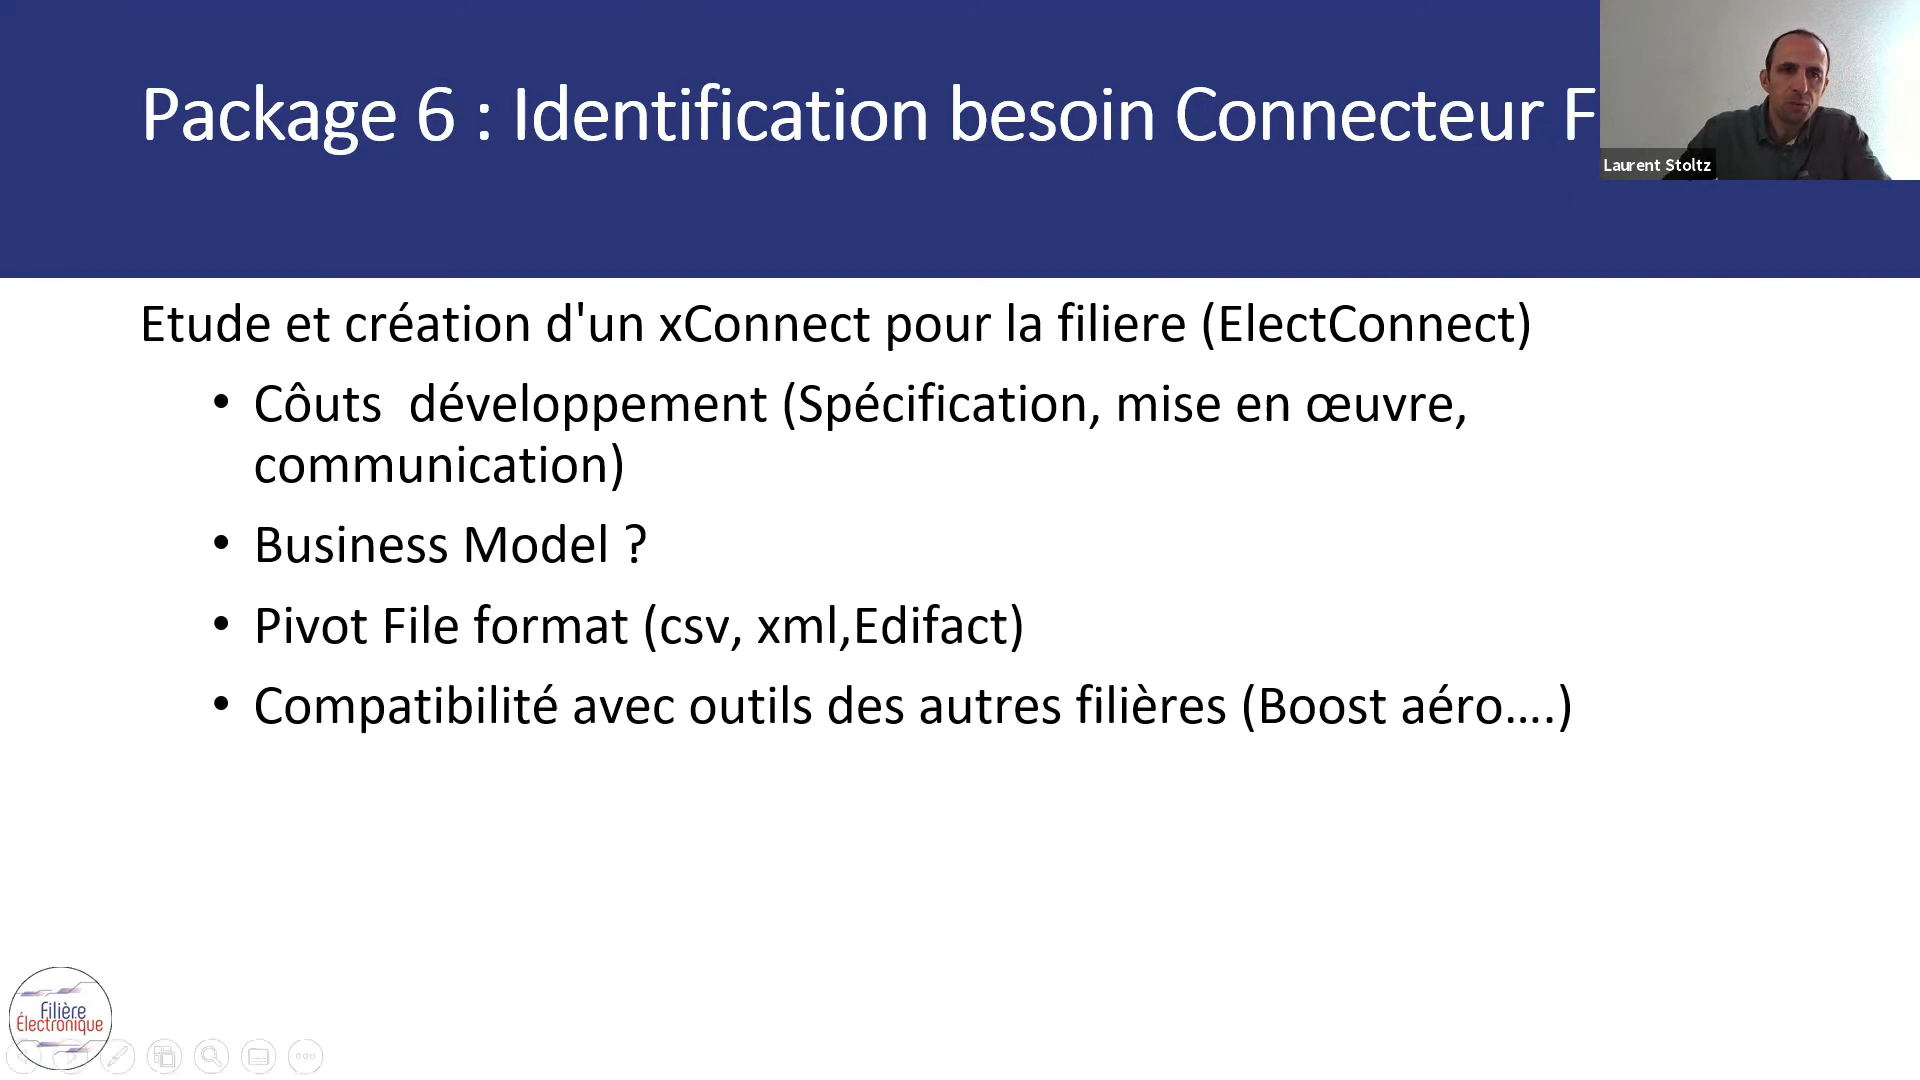 Package 6 : Identification besoin Connecteur F
Laurent Stoltz
Etude et création d'un xConnect pour la filiere (ElectConnect)
• Côuts  développement (Spécification, mise en œuvre,
communication)
• Business Model ?
• Pivot File format (csv, xml,Edifact)
• Compatibilité avec outils des autres filières (Boost aéro….)
Filière
Électronique